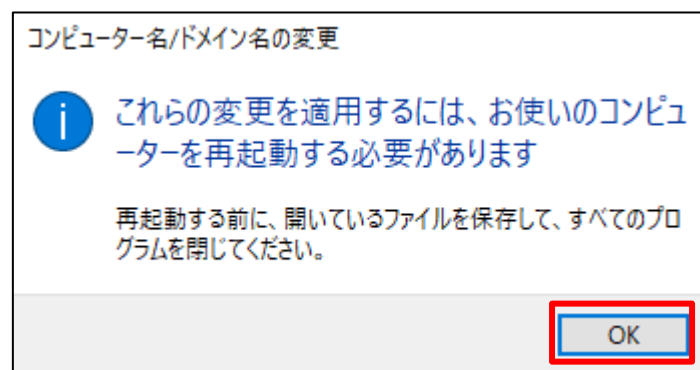 コンピューター名/ドメイン名の変更
これらの変更を適用するには、お使いのコンピュ
ーターを再起動する必要があります
再起動する前に、開いているファイルを保存して、すべてのプロ
グラムを閉じてください。
OK